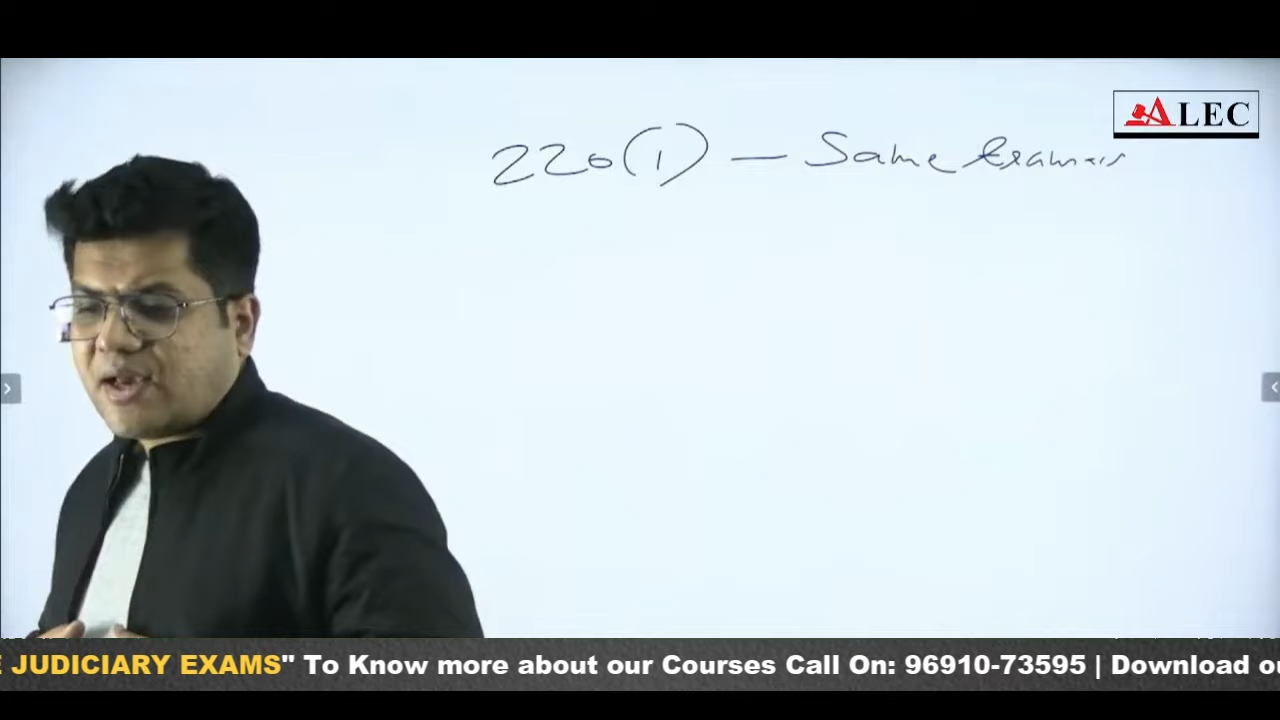 ALEC
220(1) — Same
E JUDICIARY EXAMS" To Know more about our Courses Call On: 96910-73595 | Download ou